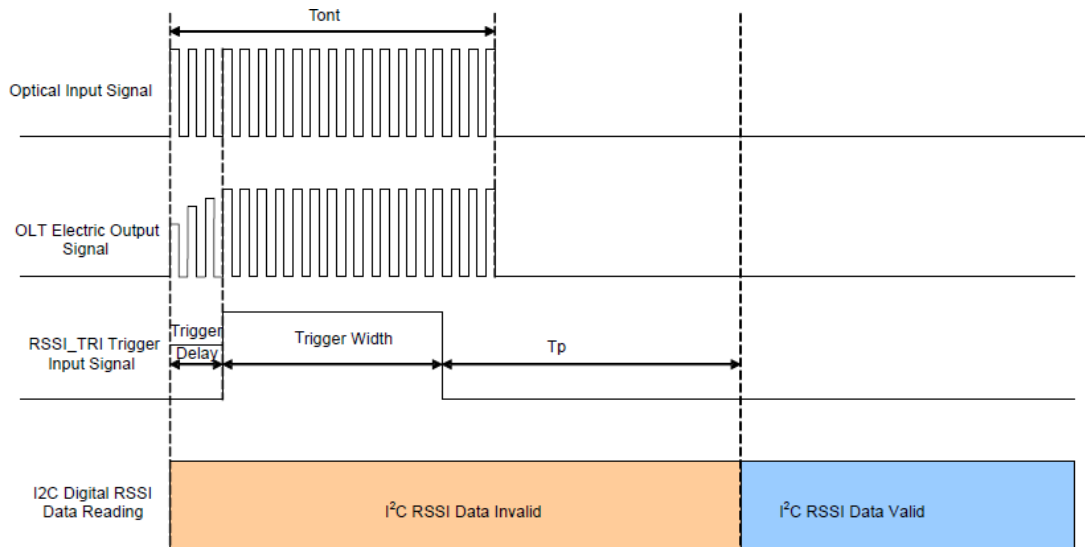 Tont
Optical Input Signal
OLT Electric Output
Signal
RSSI_TRI Trigger
Input Signal
Trigger
Delay
Trigger Width
Tp
I2C Digital RSSI
Data Reading
I²C RSSI Data Invalid
I²C RSSI Data Valid